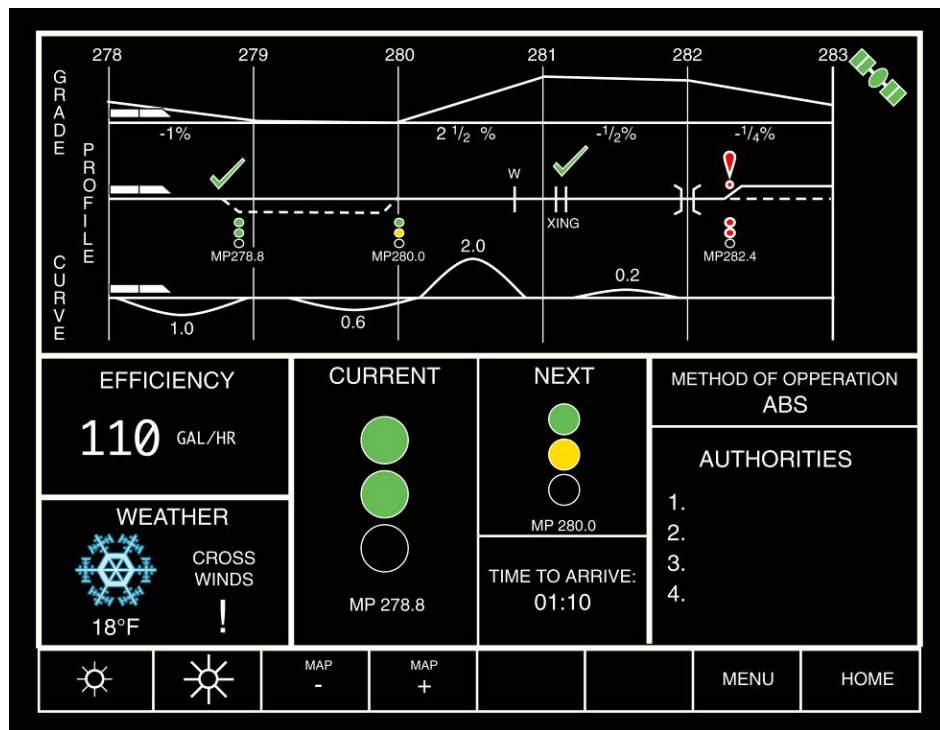 278 279 280 281 282 283
GRADE
-1% 2 1/2 % -1/2% -1/4%
PROFILE
W
XING
MP278.8 MP280.0 MP282.4
CURVE
2.0
0.2
1.0 0.6
EFFICIENCY
110 GAL/HR
WEATHER
CROSS
WINDS
!
18°F
CURRENT
MP 278.8
NEXT
MP 280.0
TIME TO ARRIVE:
01:10
METHOD OF OPPERATION
ABS
AUTHORITIES
1.
2.
3.
4.
MAP
-
MAP
+
MENU
HOME